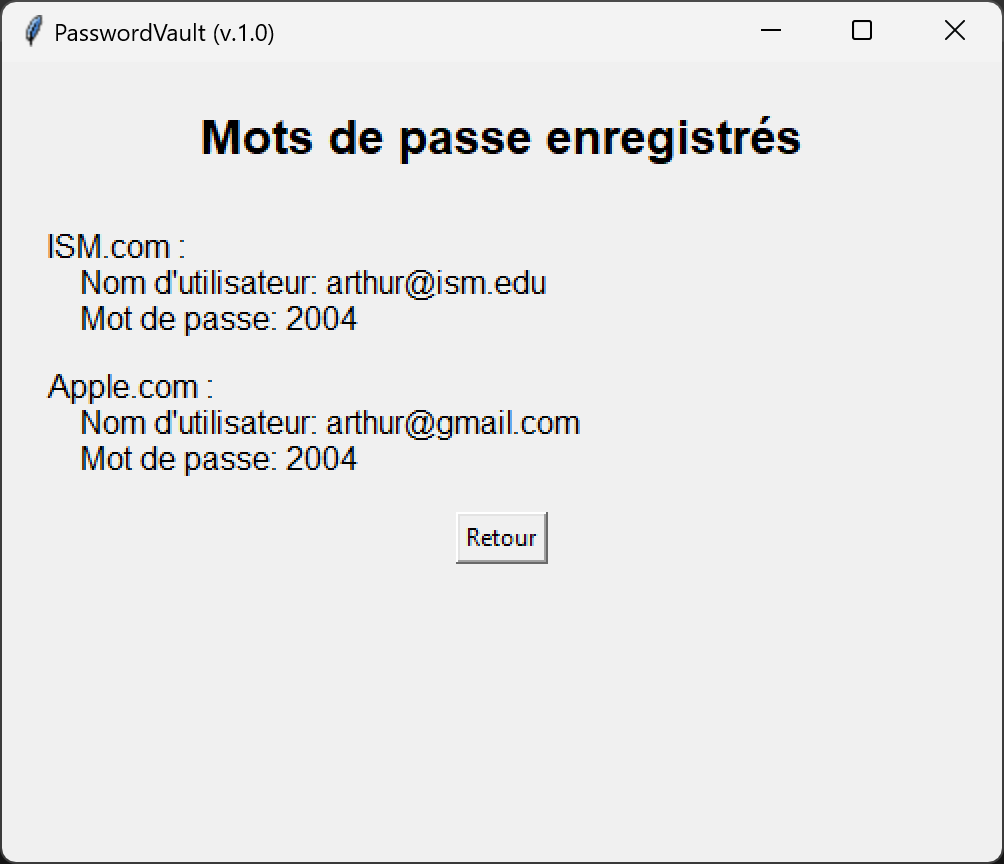 PasswordVault (v.1.0)
Mots de passe enregistrés
ISM.com :
Nom d'utilisateur: arthur@ism.edu
Mot de passe: 2004
Apple.com :
Nom d'utilisateur: arthur@gmail.com
Mot de passe: 2004
Retour